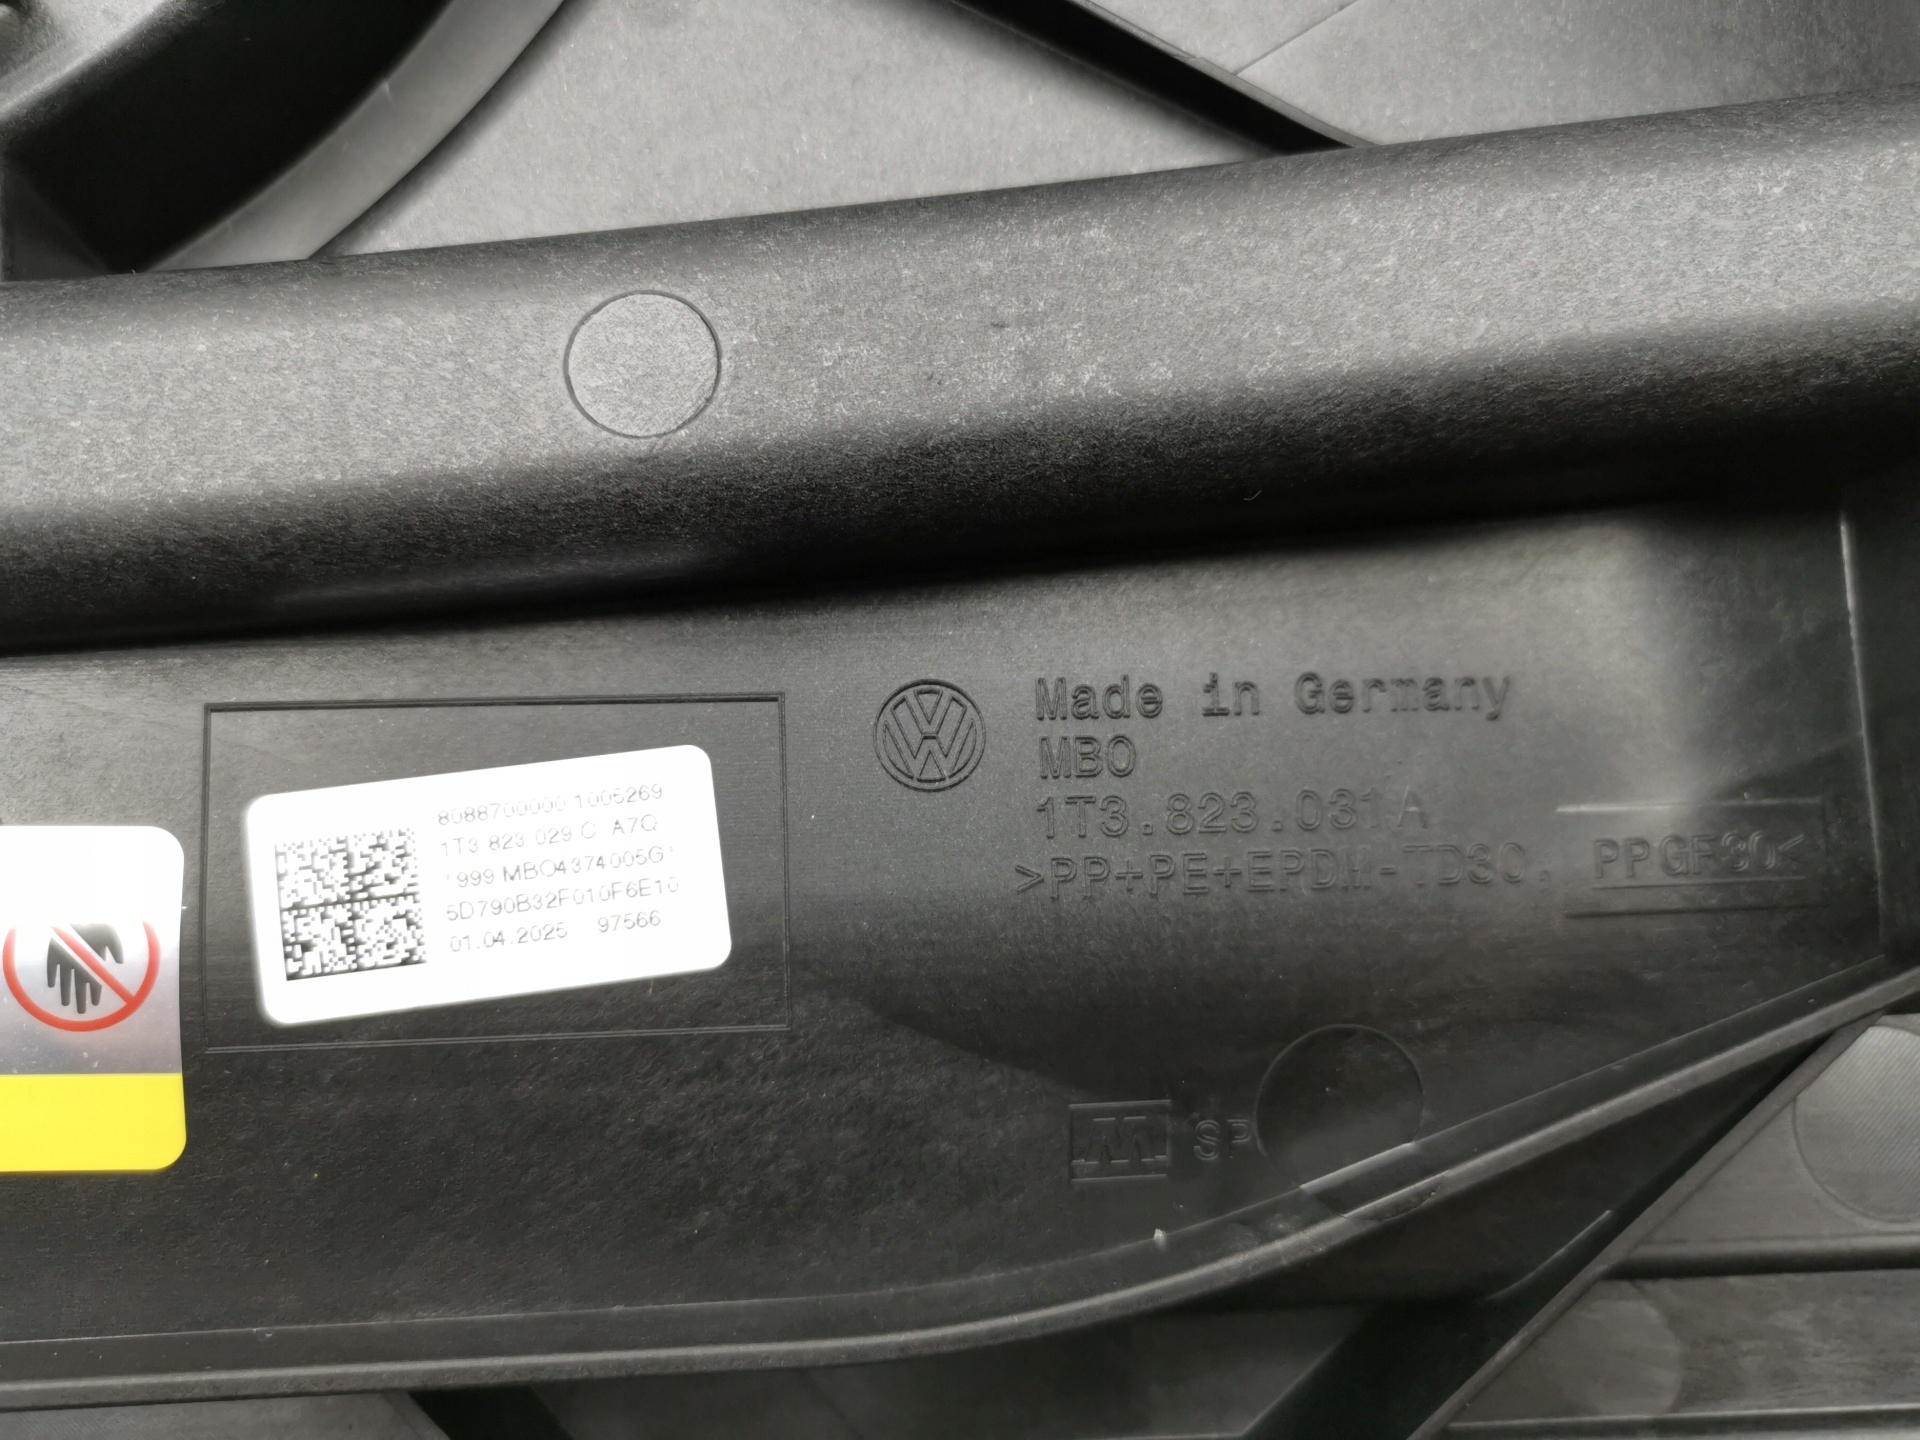 8088700000 1005269
1T3 823 029 C A7Q
*999 MBO4374005G*
5D790B32F010F6E10
01.04.2025 97566
Made in Germany
MBO
1T3.823.031A
>PP+PE+EPDM-TD30. PPGF30<
SP